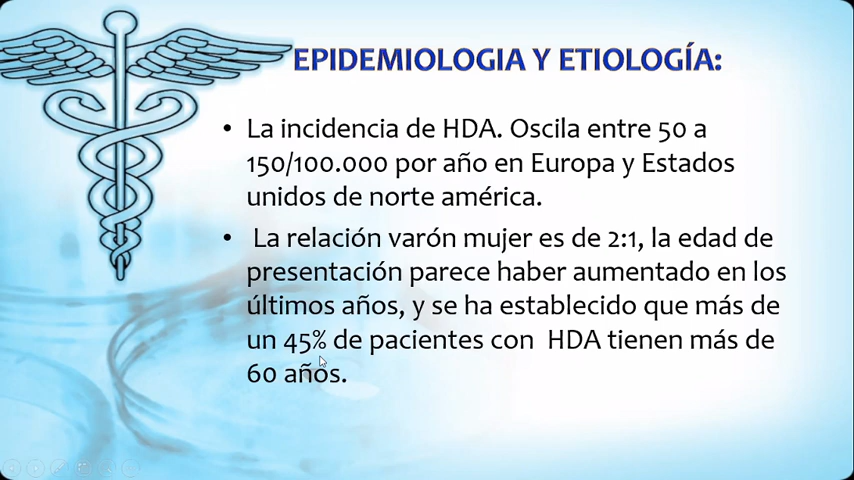 EPIDEMIOLOGIA Y ETIOLOGÍA:
• La incidencia de HDA. Oscila entre 50 a
150/100.000 por año en Europa y Estados
unidos de norte américa.
• La relación varón mujer es de 2:1, la edad de
presentación parece haber aumentado en los
últimos años, y se ha establecido que más de
un 45% de pacientes con HDA tienen más de
60 años.